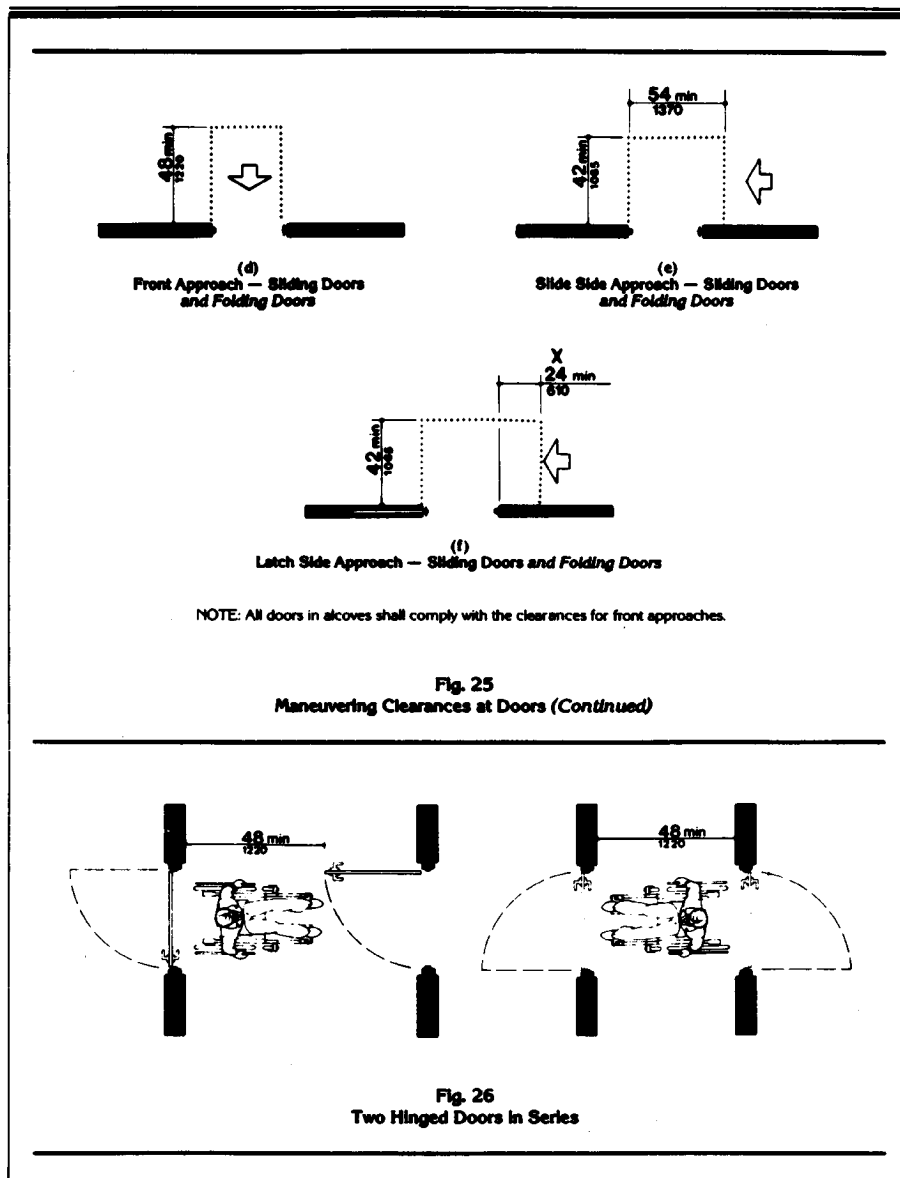 48 min
1220
(d)
Front Approach — Sliding Doors
and Folding Doors
54 min
1370
42 min
1065
(e)
Slide Side Approach — Sliding Doors
and Folding Doors
X
24 min
610
42 min
1065
(f)
Latch Side Approach — Sliding Doors and Folding Doors
NOTE: All doors in alcoves shall comply with the clearances for front approaches.
Fig. 25
Maneuvering Clearances at Doors (Continued)
48 min
1220
48 min
1220
Fig. 26
Two Hinged Doors in Series